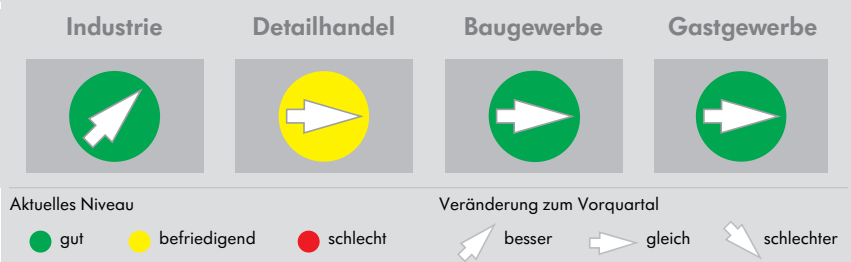 Industrie Detailhandel Baugewerbe Gastgewerbe
Aktuelles Niveau Veränderung zum Vorquartal
gut befriedigend schlecht besser gleich schlechter